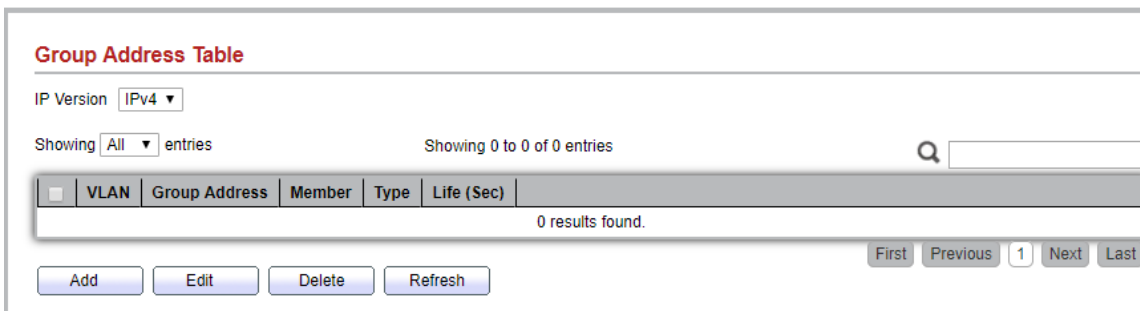 Group Address Table
IP Version IPv4
Showing All entries Showing 0 to 0 of 0 entries
VLAN Group Address Member Type Life (Sec)
0 results found.
First Previous 1 Next Last
Add Edit Delete Refresh